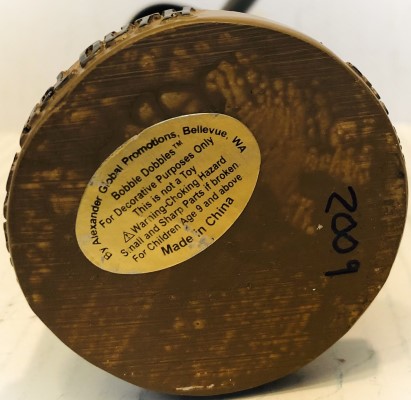 By Alexander Global Promotions, Bellevue, WA
Bobble Dobbles™
For Decorative Purposes Only
This is not a Toy
⚠Warning-Choking Hazard
Small and Sharp Parts if broken
For Children Age 9 and above
Made in China
2009